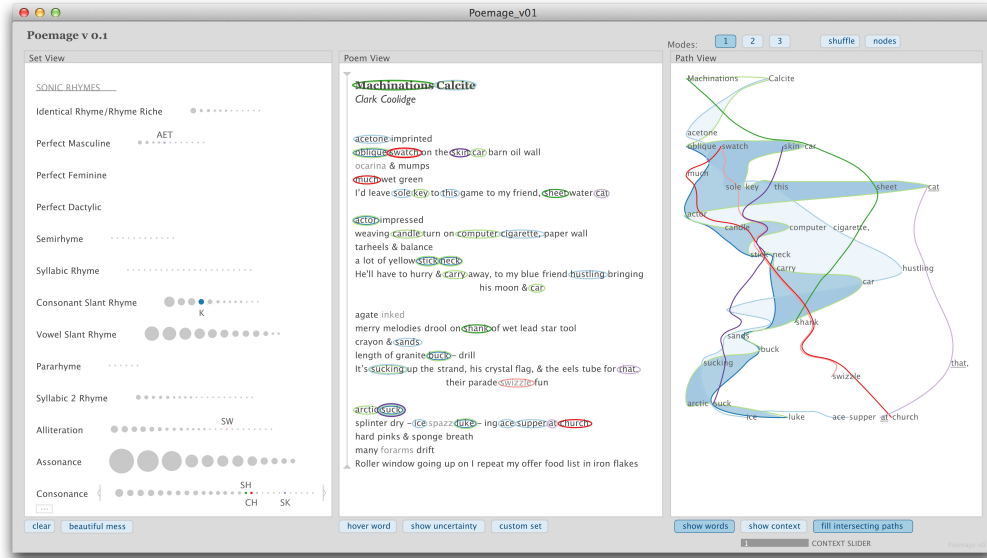 Poemage_v01
Poemage v 0.1
Modes: 1 2 3 shuffle nodes
Set View
SONIC RHYMES
Identical Rhyme/Rhyme Riche
AET
Perfect Masculine
Perfect Feminine
Perfect Dactylic
Semirhyme
Syllabic Rhyme
Consonant Slant Rhyme
K
Vowel Slant Rhyme
Pararhyme
Syllabic 2 Rhyme
SW
Alliteration
Assonance
SH
Consonance
CH SK
...
clear beautiful mess
Poem View
Machinations Calcite
Clark Coolidge
acetone imprinted
oblique swatch on the skin car barn oil wall
ocarina & mumps
much wet green
I'd leave sole key to this game to my friend, sheet water cat
actor impressed
weaving candle turn on computer cigarette, paper wall
tarheels & balance
a lot of yellow stick neck
He'll have to hurry & carry away, to my blue friend hustling bringing
his moon & car
agate inked
merry melodies drool on shank of wet lead star tool
crayon & sands
length of granite buck – drill
It's sucking up the strand, his crystal flag, & the eels tube for that,
their parade swizzle fun
arctic suck
splinter dry – ice spazz luke – ing ace supper at church
hard pinks & sponge breath
many forarms drift
Roller window going up on I repeat my offer food list in iron flakes
hover word show uncertainty custom set
Path View
Machinations Calcite
acetone
oblique swatch skin car
much
sole key this sheet cat
actor
candle computer cigarette,
stick neck
carry hustling
car
shank
sands
buck
sucking that,
swizzle
arctic suck
ice luke ace supper at church
show words show context fill intersecting paths
1 CONTEXT SLIDER